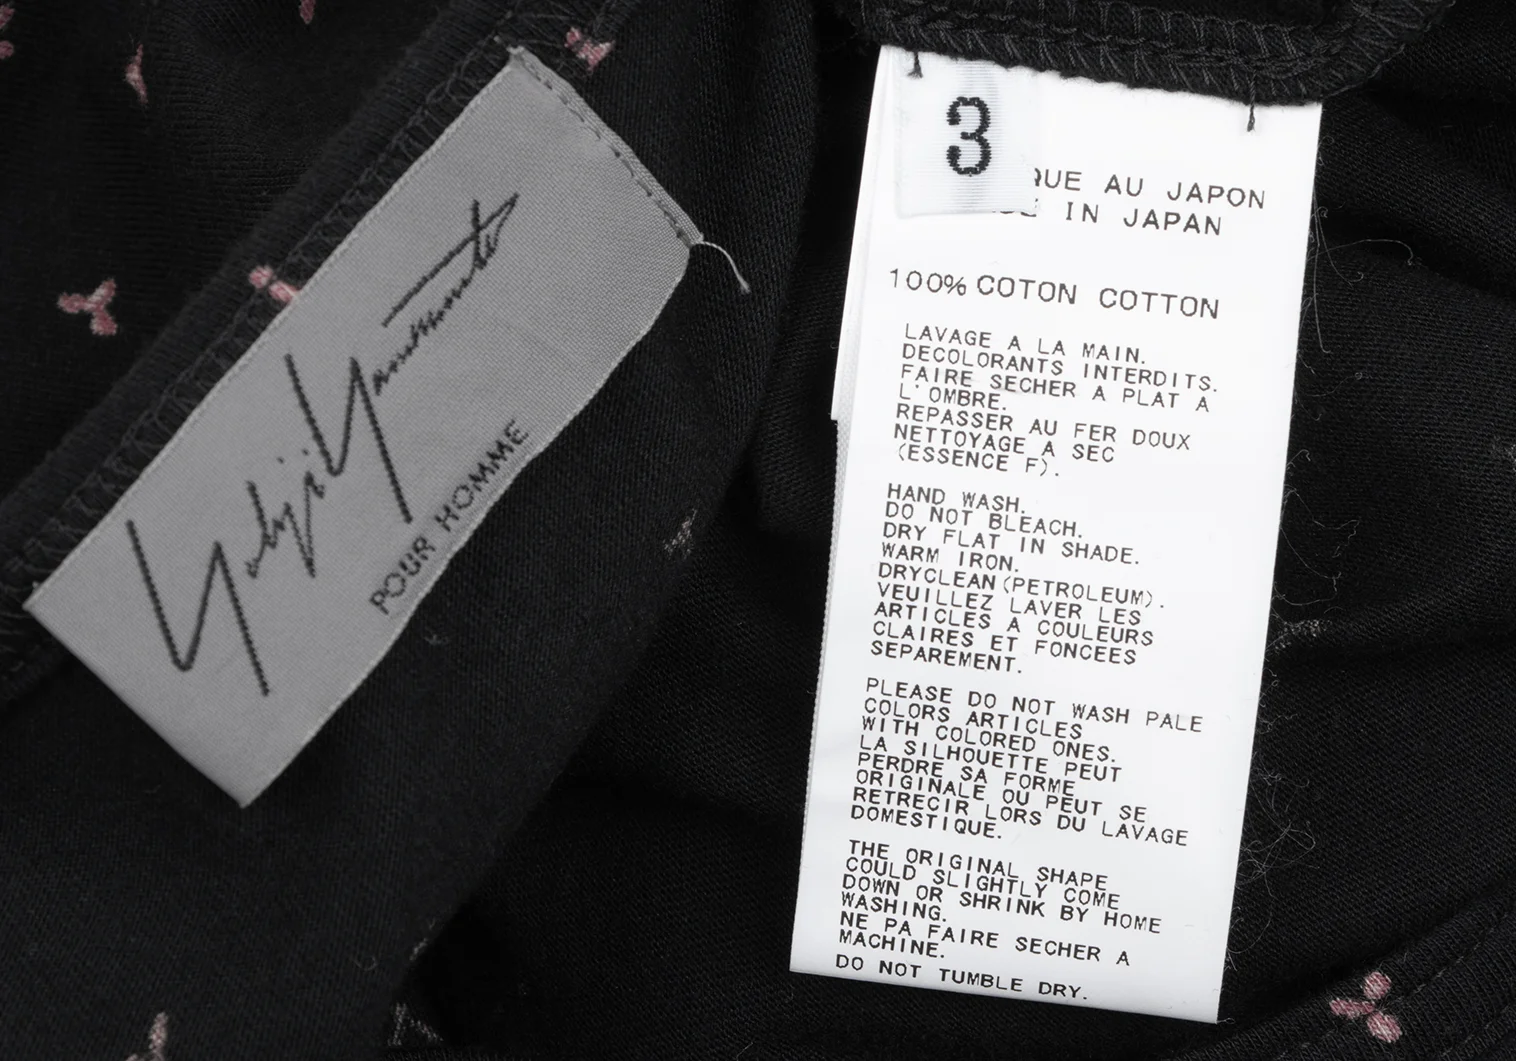 Yohji Yamamoto
POUR HOMME
3
QUE AU JAPON
IN JAPAN
100% COTON COTTON
LAVAGE A LA MAIN.
DECOLORANTS INTERDITS.
FAIRE SECHER A PLAT A
L'OMBRE.
REPASSER AU FER DOUX
NETTOYAGE A SEC
(ESSENCE F).
HAND WASH.
DO NOT BLEACH.
DRY FLAT IN SHADE.
WARM IRON.
DRYCLEAN(PETROLEUM).
VEUILLEZ LAVER LES
ARTICLES A COULEURS
CLAIRES ET FONCEES
SEPAREMENT.
PLEASE DO NOT WASH PALE
COLORS ARTICLES
WITH COLORED ONES.
LA SILHOUETTE PEUT
PERDRE SA FORME
ORIGINALE OU PEUT SE
RETRECIR LORS DU LAVAGE
DOMESTIQUE.
THE ORIGINAL SHAPE
COULD SLIGHTLY COME
DOWN OR SHRINK BY HOME
WASHING.
NE PA FAIRE SECHER A
MACHINE.
DO NOT TUMBLE DRY.